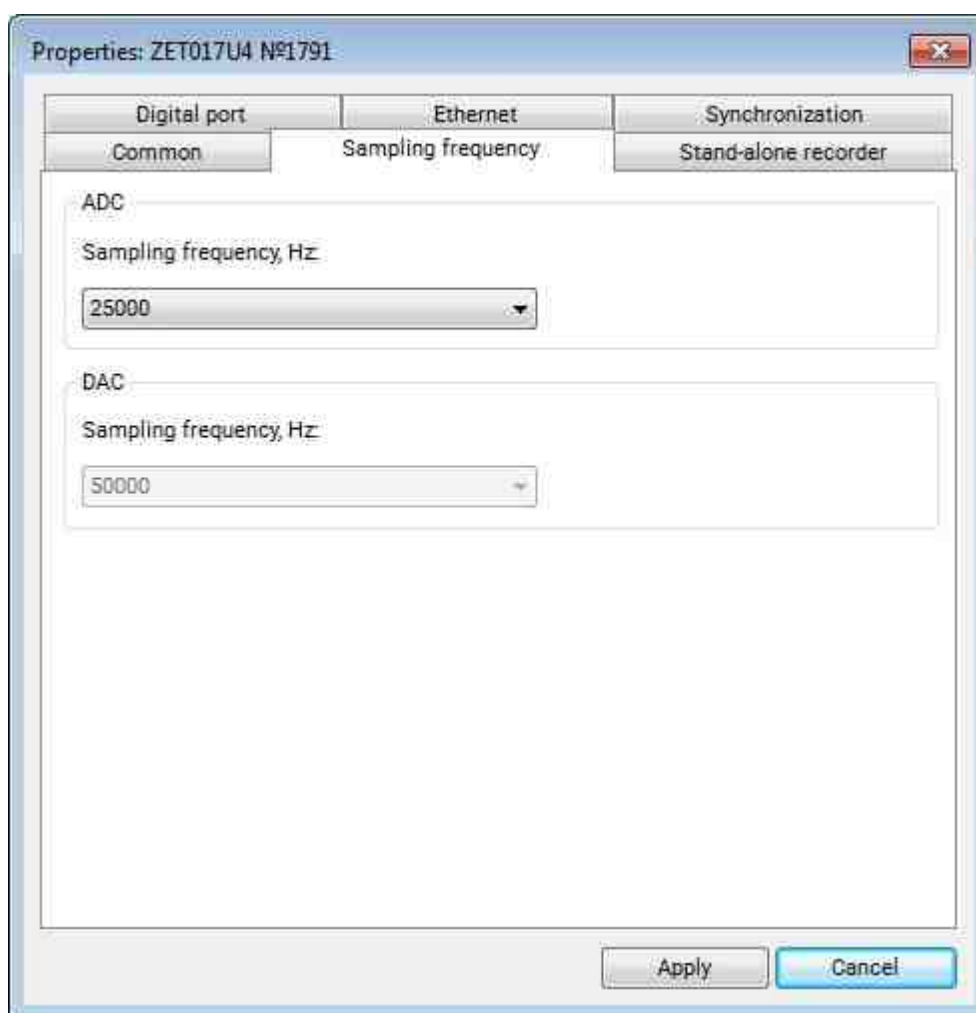 Properties: ZET017U4 №1791
Digital port Ethernet Synchronization
Common Sampling frequency Stand-alone recorder
ADC
Sampling frequency, Hz:
25000
DAC
Sampling frequency, Hz:
50000
Apply Cancel